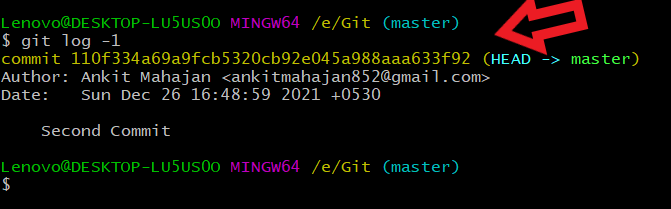 Lenovo@DESKTOP-LU5US0O MINGW64 /e/Git (master)
$ git log -1
commit 110f334a69a9fcb5320cb92e045a988aaa633f92 (HEAD -> master)
Author: Ankit Mahajan <ankitmahajan852@gmail.com>
Date:   Sun Dec 26 16:48:59 2021 +0530
    Second Commit
Lenovo@DESKTOP-LU5US0O MINGW64 /e/Git (master)
$